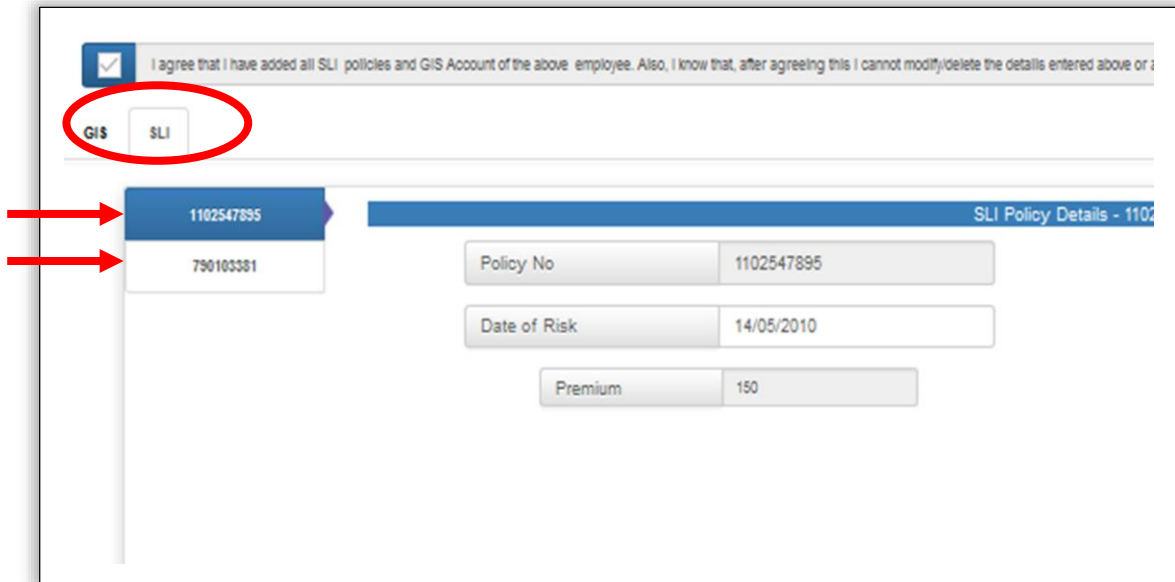 I agree that I have added all SLI policies and GIS Account of the above employee. Also, I know that, after agreeing this I cannot modify/delete the details entered above or a
GIS SLI
1102547895
SLI Policy Details - 1102
790103381
Policy No 1102547895
Date of Risk 14/05/2010
Premium 150